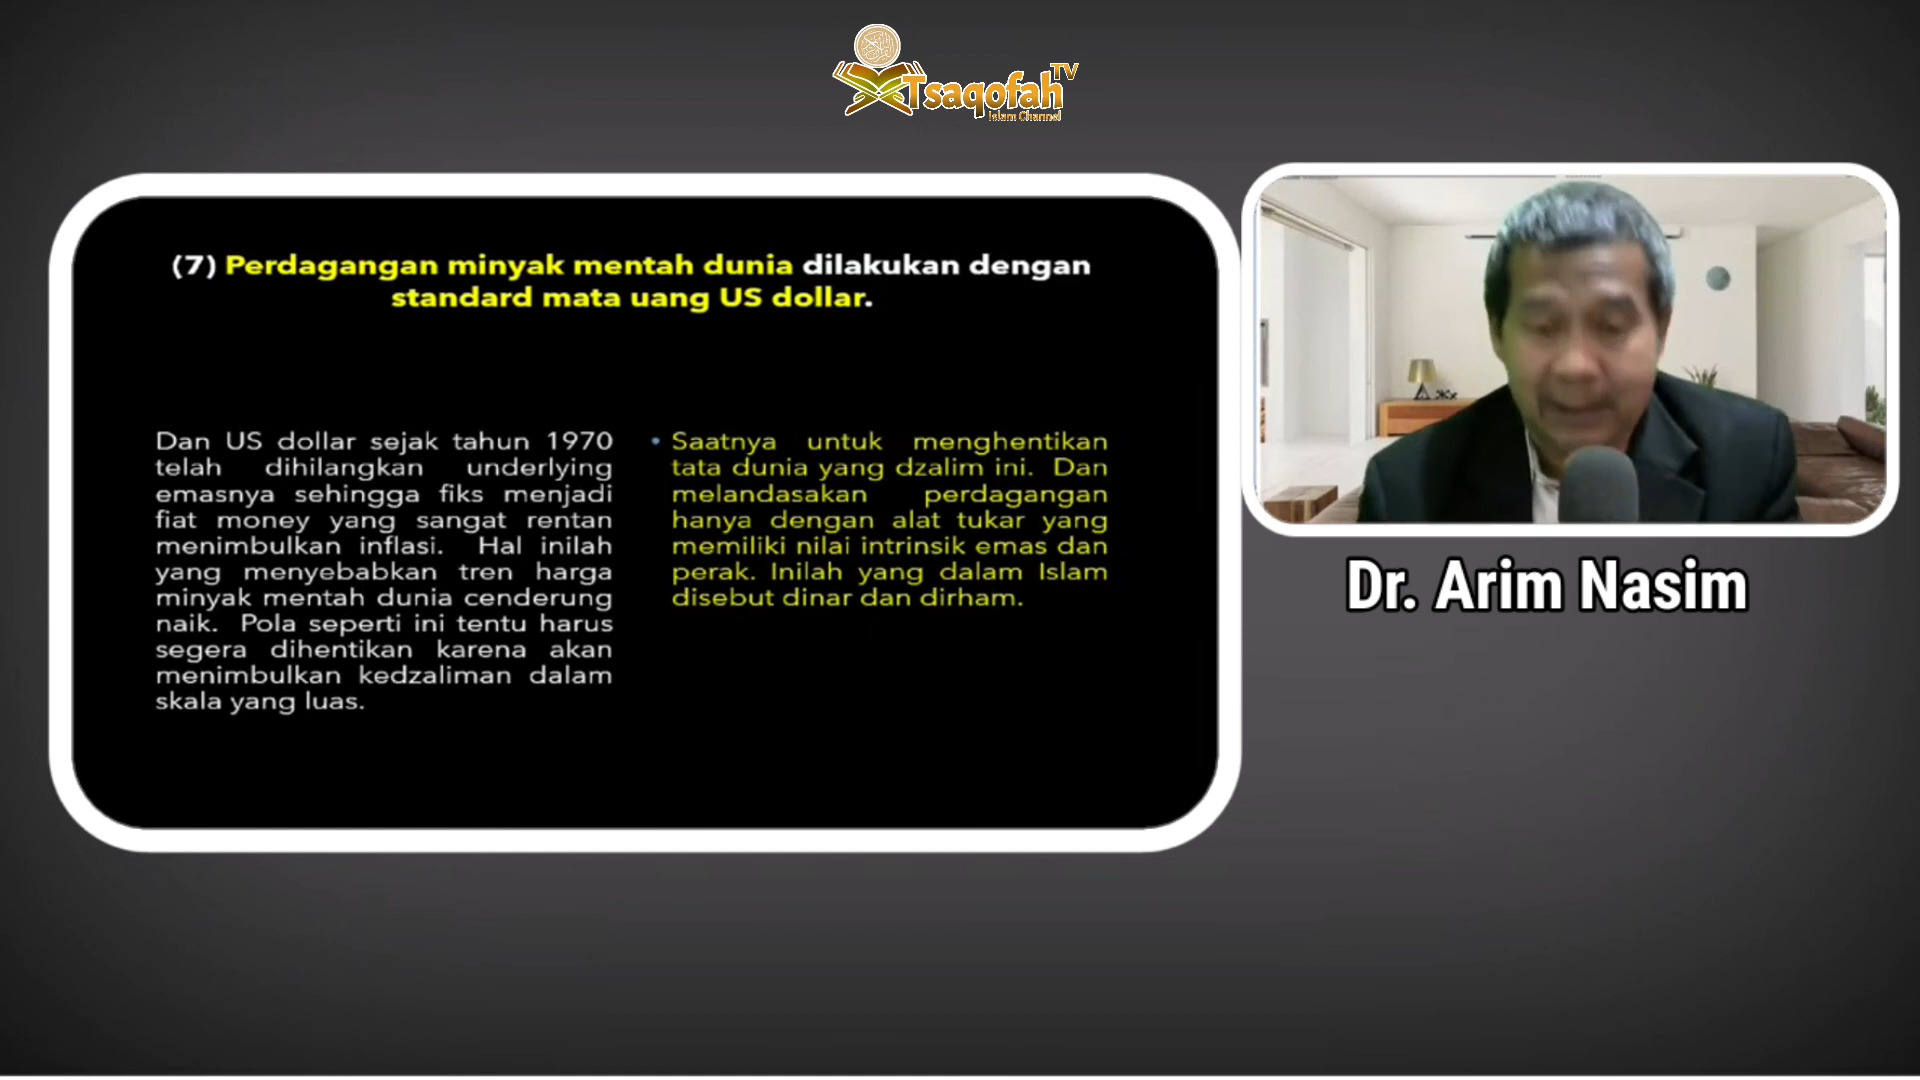 Tsaqofah TV
Islam Channel
(7) Perdagangan minyak mentah dunia dilakukan dengan
standard mata uang US dollar.
Dan US dollar sejak tahun 1970
telah dihilangkan underlying
emasnya sehingga fiks menjadi
fiat money yang sangat rentan
menimbulkan inflasi. Hal inilah
yang menyebabkan tren harga
minyak mentah dunia cenderung
naik. Pola seperti ini tentu harus
segera dihentikan karena akan
menimbulkan kedzaliman dalam
skala yang luas.
• Saatnya untuk menghentikan
tata dunia yang dzalim ini. Dan
melandasakan perdagangan
hanya dengan alat tukar yang
memiliki nilai intrinsik emas dan
perak. Inilah yang dalam Islam
disebut dinar dan dirham.
Dr. Arim Nasim